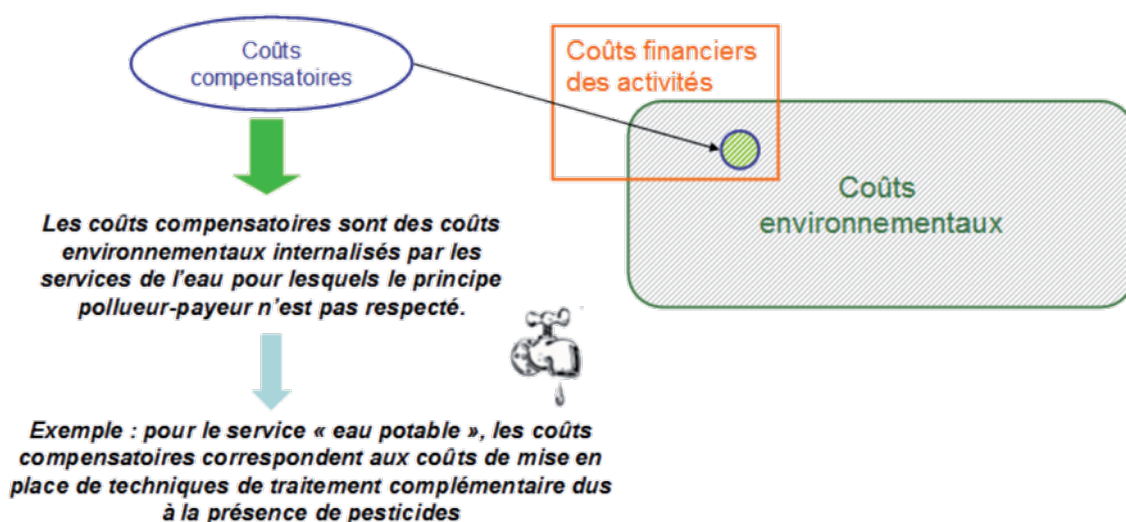 Coûts
compensatoires
Coûts financiers
des activités
Coûts
environnementaux
Les coûts compensatoires sont des coûts
environnementaux internalisés par les
services de l'eau pour lesquels le principe
pollueur-payeur n'est pas respecté.
Exemple : pour le service « eau potable », les coûts
compensatoires correspondent aux coûts de mise en
place de techniques de traitement complémentaire dus
à la présence de pesticides